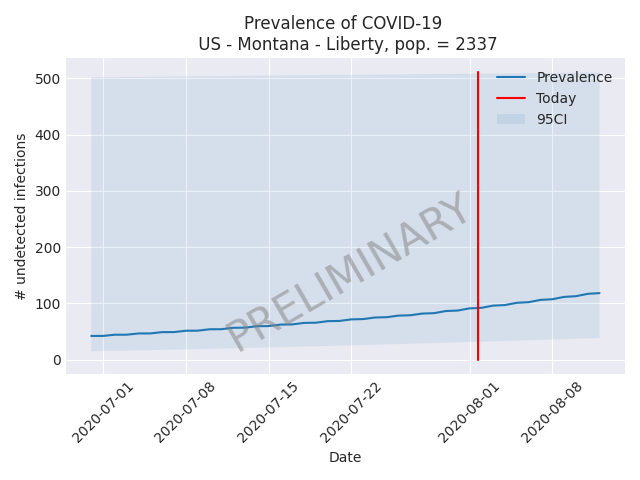 Prevalence of COVID-19
US - Montana - Liberty, pop. = 2337
Prevalence
Today
95CI
# undetected infections
500
400
300
200
100
0
PRELIMINARY
2020-07-01
2020-07-08
2020-07-15
2020-07-22
2020-08-01
2020-08-08
Date